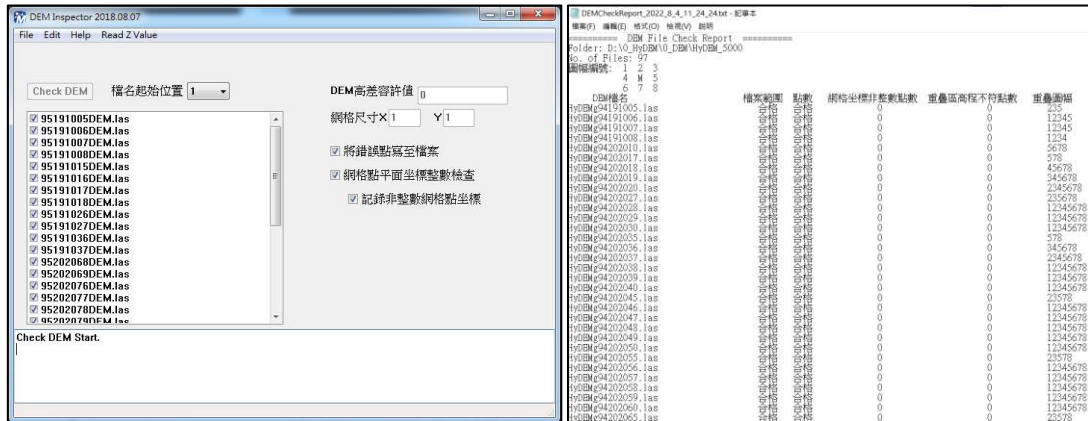 DEM Inspector 2018.08.07
File Edit Help Read Z Value
Check DEM 檔名起始位置 1
95191005DEM.las
95191006DEM.las
95191007DEM.las
95191008DEM.las
95191015DEM.las
95191016DEM.las
95191017DEM.las
95191018DEM.las
95191026DEM.las
95191027DEM.las
95191036DEM.las
95191037DEM.las
95202068DEM.las
95202069DEM.las
95202076DEM.las
95202077DEM.las
95202078DEM.las
95202079DEM.las
DEM高差容許值 0
網格尺寸X 1 Y 1
將錯誤點寫至檔案
網格點平面坐標整數檢查
記錄非整數網格點坐標
Check DEM Start.
DEMCheckReport_2022_8_4_11_24_24.txt - 記事本
檔案(F) 編輯(E) 格式(O) 檢視(V) 說明
========== DEM File Check Report ==========
Folder: D:\0_HyDEM\0_DEM\HyDEM_5000
No. of Files: 97
圖幅編號: 1 2 3
4 M 5
6 7 8
DEM檔名 檔案範圍 點數 網格坐標非整數點數 重疊區高程不符點數 重疊圖幅
HyDEMg94191005.las 合格 合格 0 0 235
HyDEMg94191006.las 合格 合格 0 0 12345
HyDEMg94191007.las 合格 合格 0 0 12345
HyDEMg94191008.las 合格 合格 0 0 1234
HyDEMg94202010.las 合格 合格 0 0 5678
HyDEMg94202017.las 合格 合格 0 0 578
HyDEMg94202018.las 合格 合格 0 0 45678
HyDEMg94202019.las 合格 合格 0 0 345678
HyDEMg94202020.las 合格 合格 0 0 2345678
HyDEMg94202027.las 合格 合格 0 0 235678
HyDEMg94202028.las 合格 合格 0 0 12345678
HyDEMg94202029.las 合格 合格 0 0 12345678
HyDEMg94202030.las 合格 合格 0 0 12345678
HyDEMg94202035.las 合格 合格 0 0 578
HyDEMg94202036.las 合格 合格 0 0 345678
HyDEMg94202037.las 合格 合格 0 0 2345678
HyDEMg94202038.las 合格 合格 0 0 12345678
HyDEMg94202039.las 合格 合格 0 0 12345678
HyDEMg94202040.las 合格 合格 0 0 12345678
HyDEMg94202045.las 合格 合格 0 0 23578
HyDEMg94202046.las 合格 合格 0 0 12345678
HyDEMg94202047.las 合格 合格 0 0 12345678
HyDEMg94202048.las 合格 合格 0 0 12345678
HyDEMg94202049.las 合格 合格 0 0 12345678
HyDEMg94202050.las 合格 合格 0 0 12345678
HyDEMg94202055.las 合格 合格 0 0 23578
HyDEMg94202056.las 合格 合格 0 0 12345678
HyDEMg94202057.las 合格 合格 0 0 12345678
HyDEMg94202058.las 合格 合格 0 0 12345678
HyDEMg94202059.las 合格 合格 0 0 12345678
HyDEMg94202060.las 合格 合格 0 0 12345678
HyDEMg94202065.las 合格 合格 0 0 23578